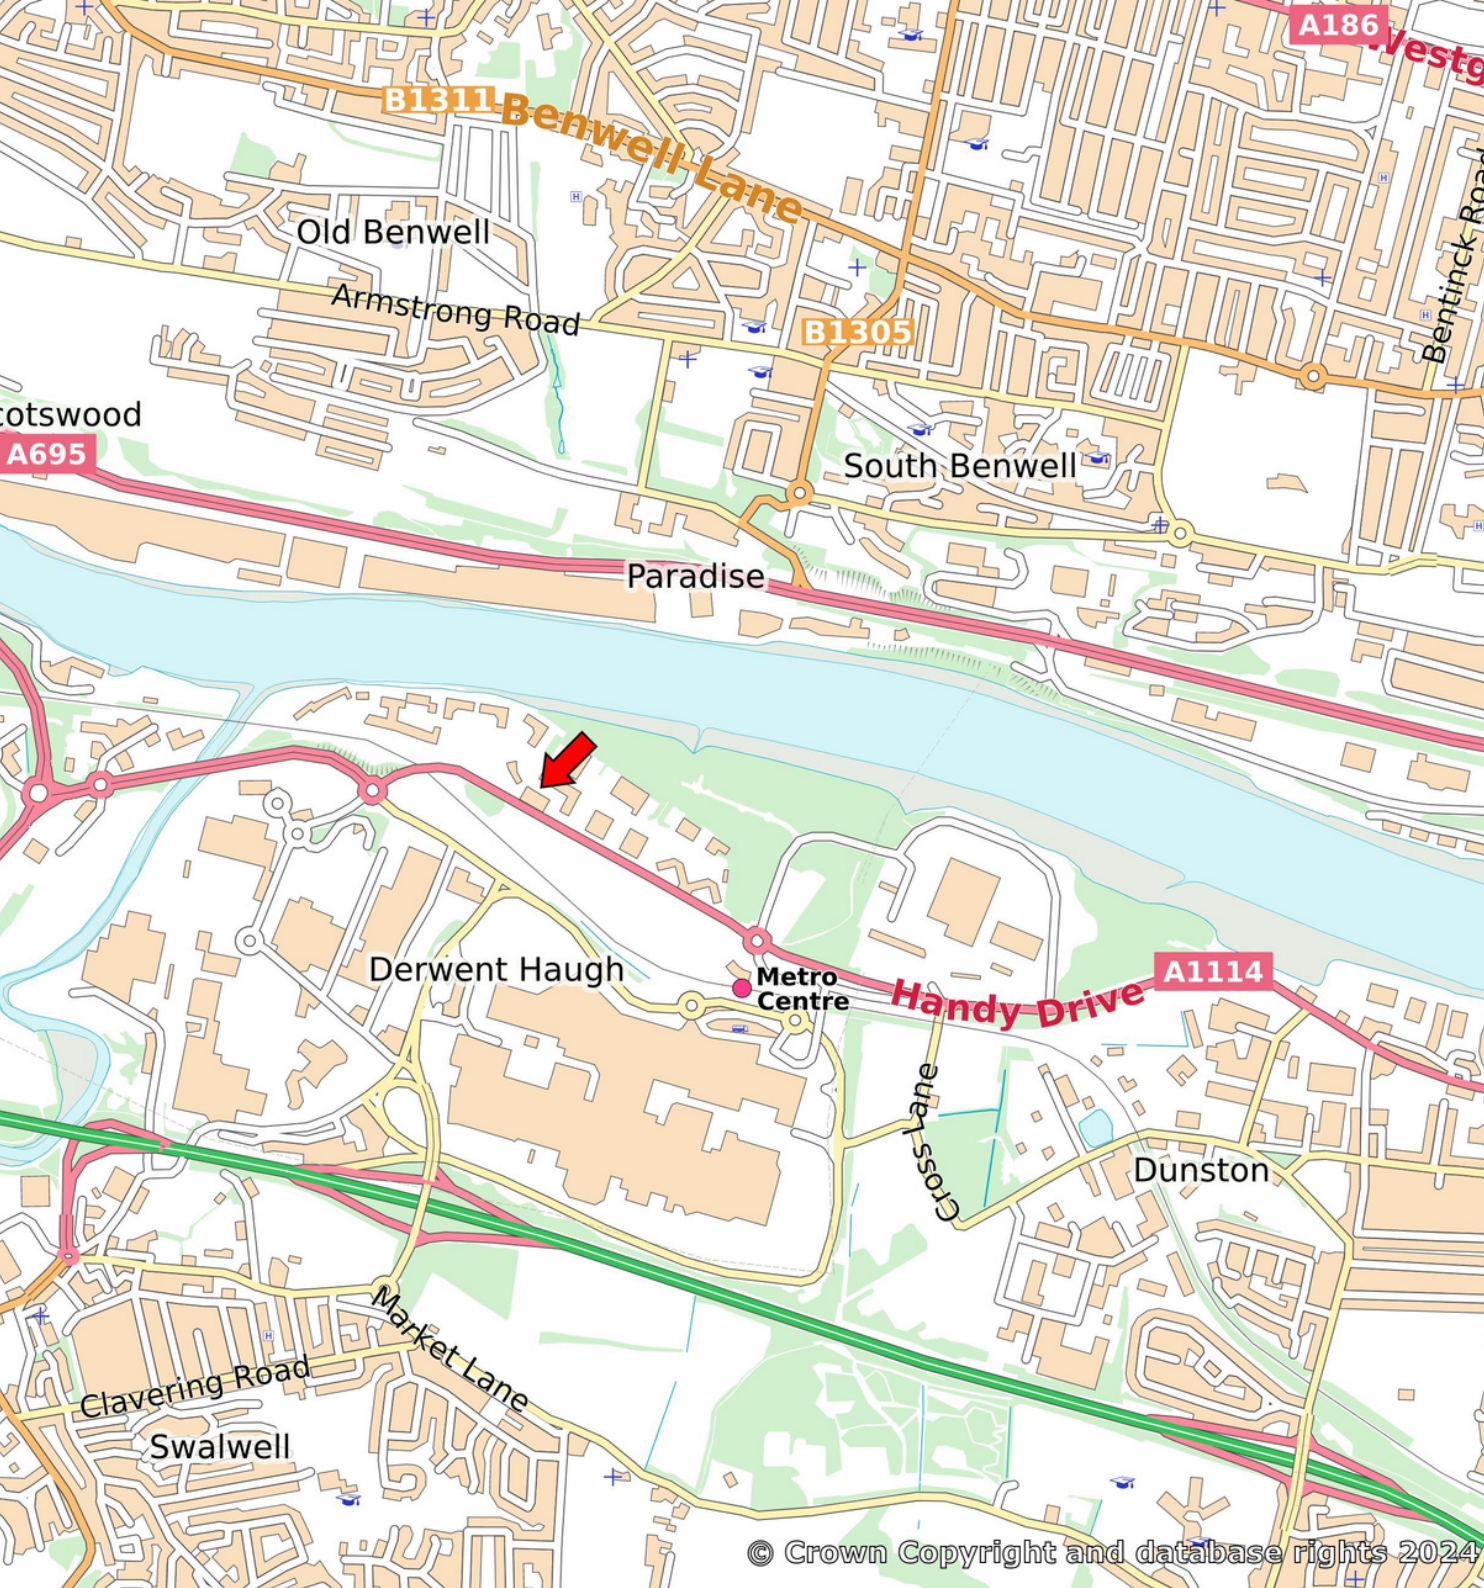 A186
Westg
B1311
Benwell Lane
Bentinck Road
Old Benwell
Armstrong Road
B1305
cotswood
A695
South Benwell
Paradise
Derwent Haugh
Metro
Centre
Handy Drive
A1114
Cross Lane
Dunston
Market Lane
Clavering Road
Swalwell
© Crown Copyright and database rights 2024